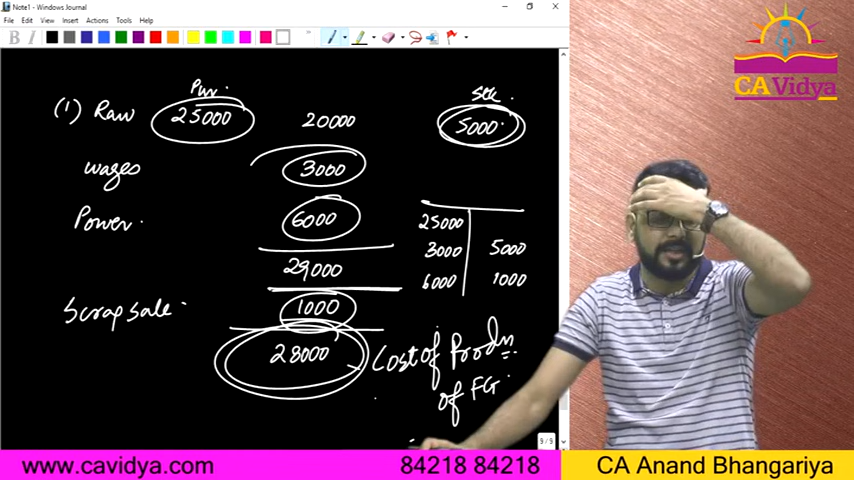 Note1 - Windows Journal
File Edit View Insert Actions Tools Help
B I
Pur.
Stk.
(1) Raw 25000 20000 5000
wages 3000
Power. 6000
29000
Scrap sale 1000
28000
Cost of Prodn
of FG
25000
3000 5000
6000 1000
9 / 9
CA Vidya
www.cavidya.com 84218 84218 CA Anand Bhangariya